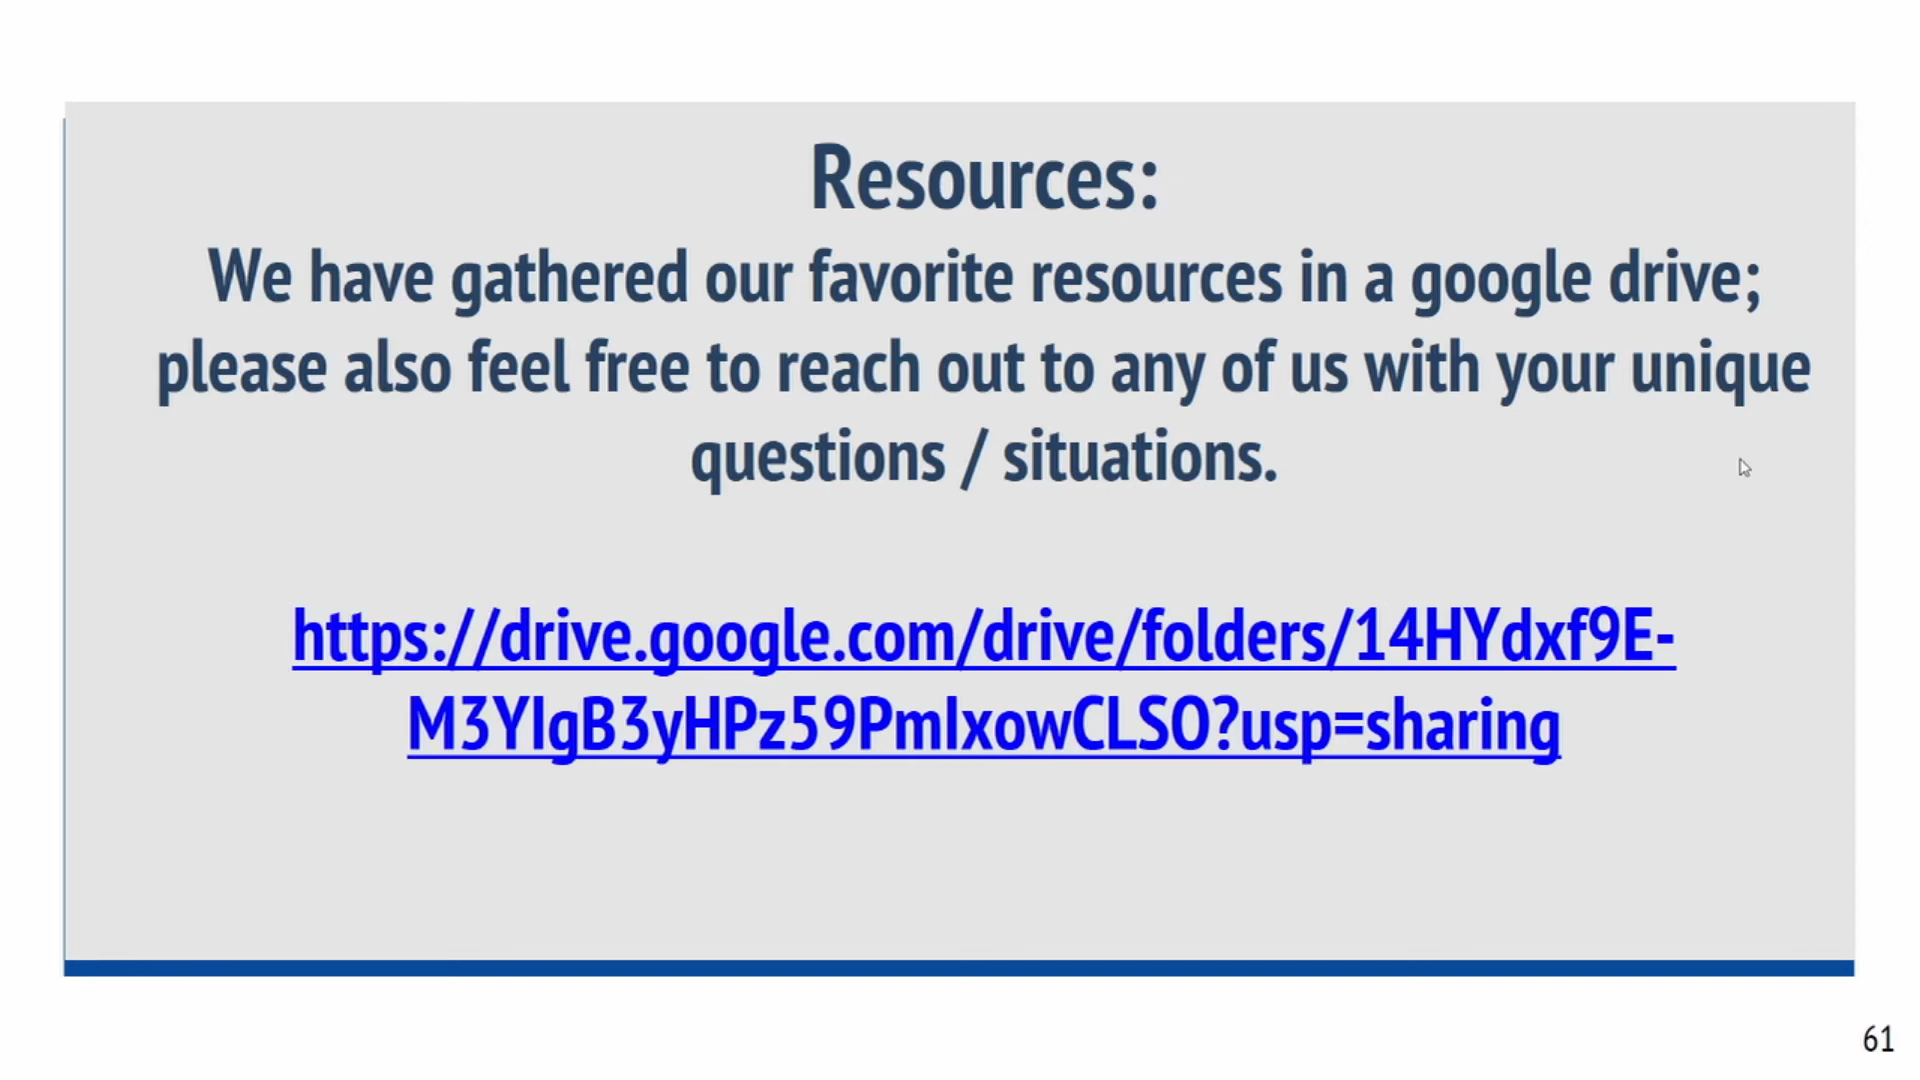 Resources:
We have gathered our favorite resources in a google drive;
please also feel free to reach out to any of us with your unique
questions / situations.
https://drive.google.com/drive/folders/14HYdxf9E-
M3YIgB3yHPz59PmIxowCLSO?usp=sharing
61